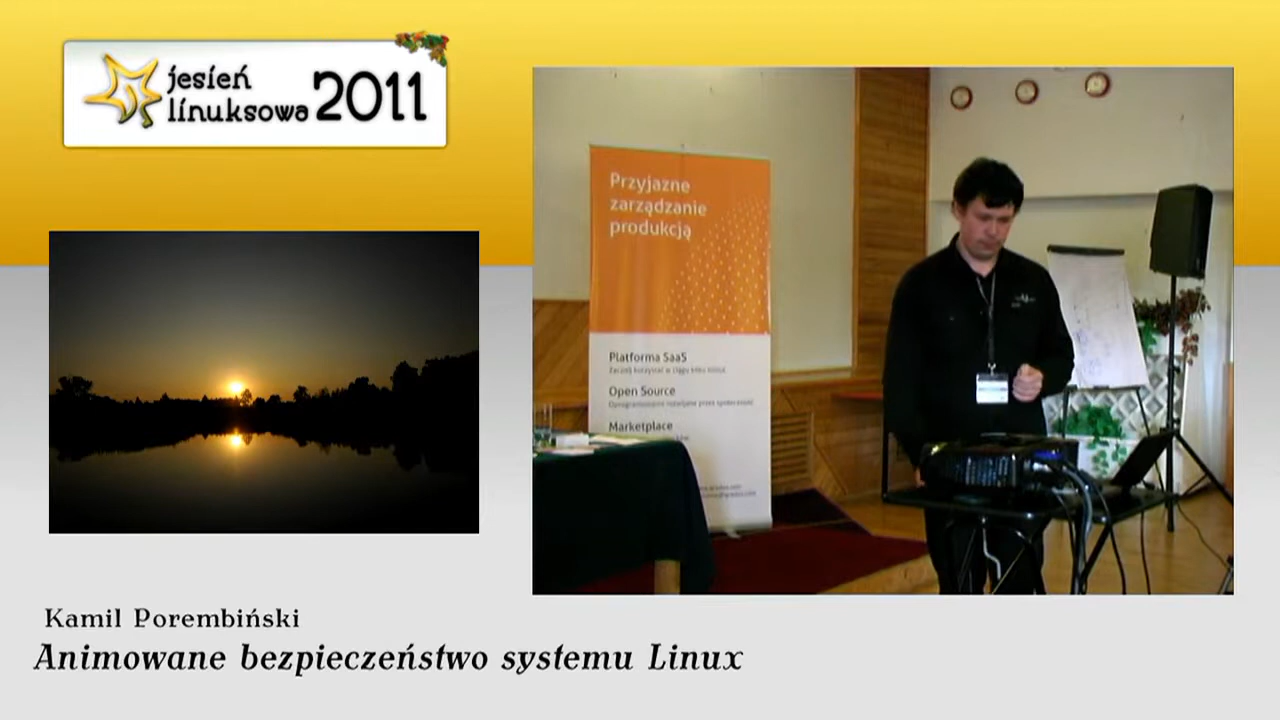 jesień
linuksowa 2011
Przyjazne
zarządzanie
produkcją
Platforma SaaS
Open Source
Marketplace
Kamil Porembiński
Animowane bezpieczeństwo systemu Linux